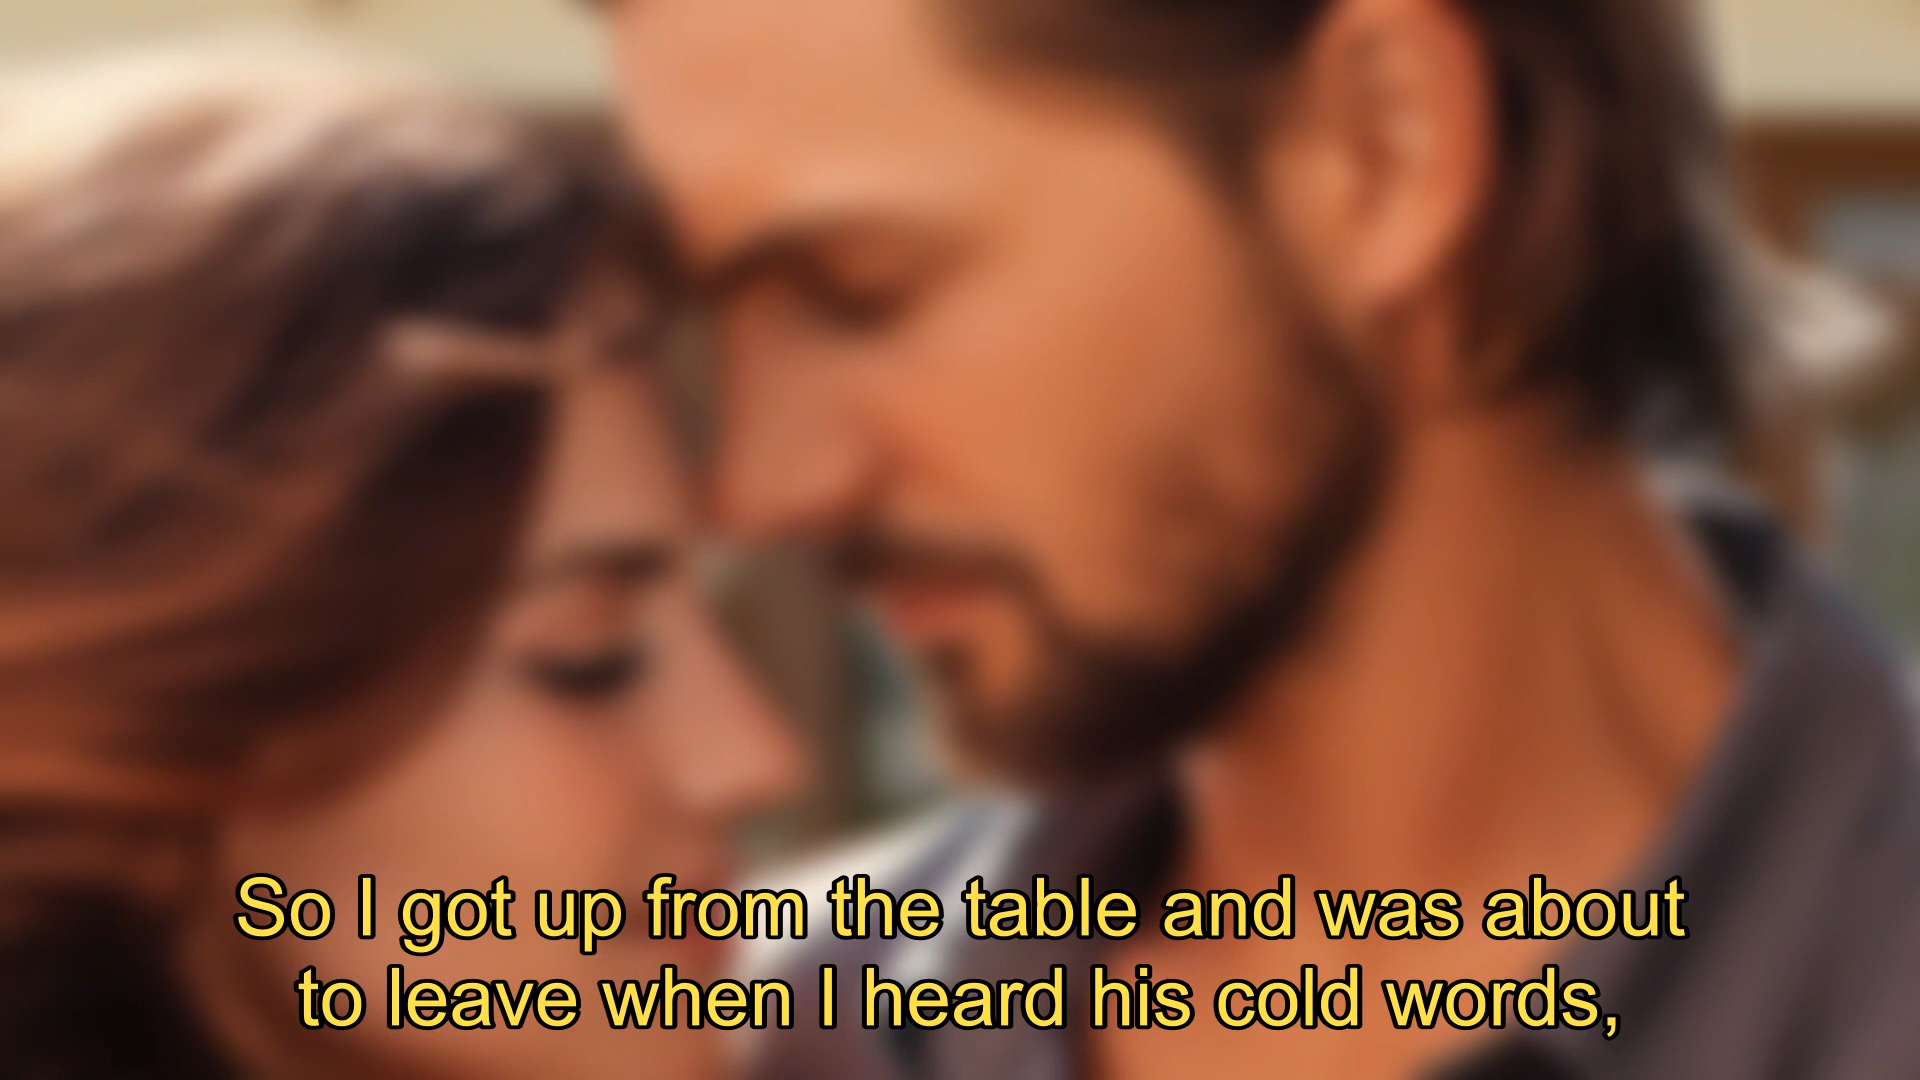 So I got up from the table and was about
to leave when I heard his cold words,